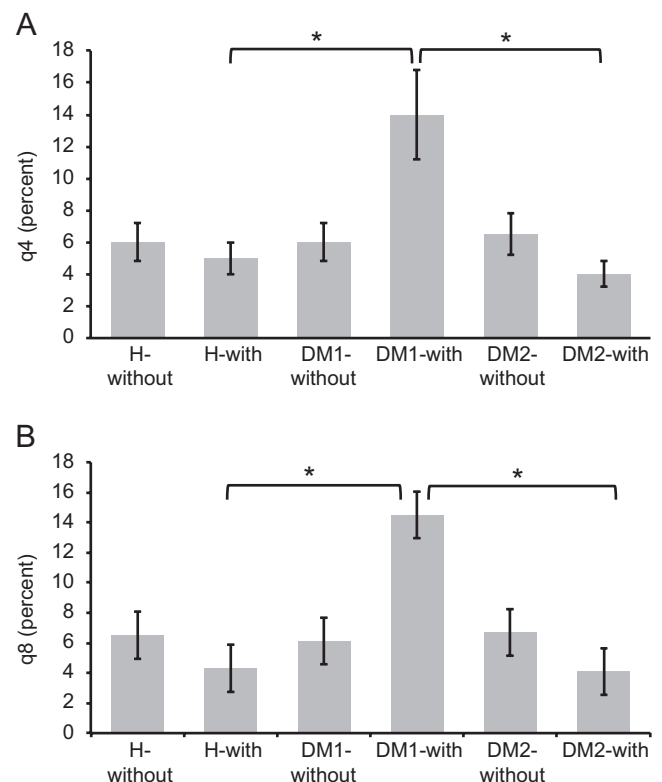 A
18
16
14
12
10
8
6
4
2
0
q4 (percent)
* *
H-without
H-with
DM1-without
DM1-with
DM2-without
DM2-with
B
18
16
14
12
10
8
6
4
2
0
q8 (percent)
* *
H-without
H-with
DM1-without
DM1-with
DM2-without
DM2-with